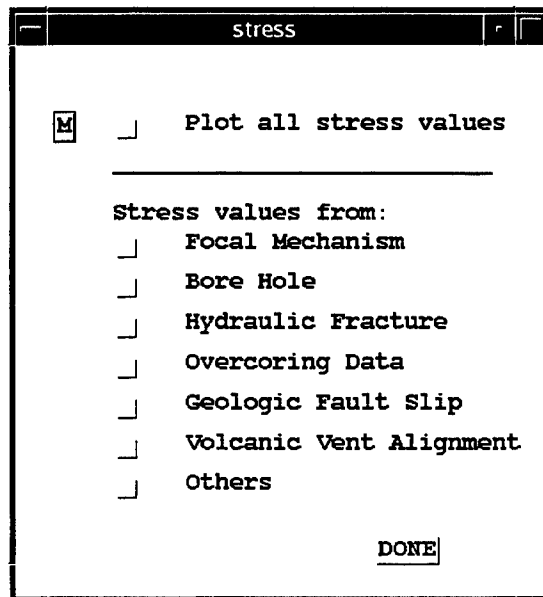 stress
M Plot all stress values
Stress values from:
Focal Mechanism
Bore Hole
Hydraulic Fracture
Overcoring Data
Geologic Fault Slip
Volcanic Vent Alignment
Others
DONE